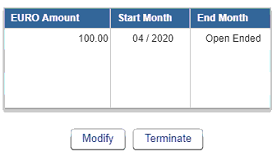 EURO Amount Start Month End Month
100.00 04 / 2020 Open Ended
Modify Terminate